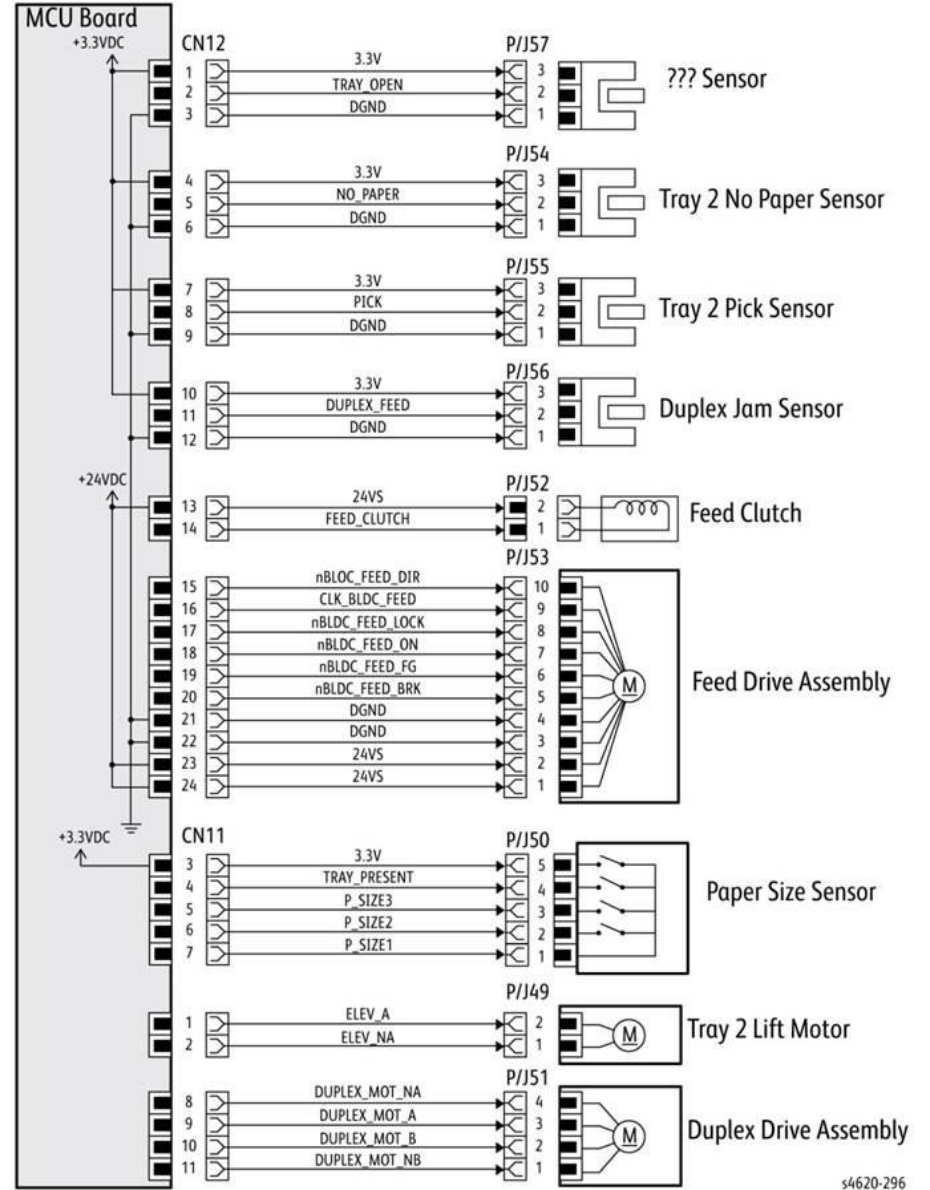 MCU Board
+3.3VDC
CN12
P/J57
1 3.3V 3
2 TRAY_OPEN 2
3 DGND 1
??? Sensor
P/J54
4 3.3V 3
5 NO_PAPER 2
6 DGND 1
Tray 2 No Paper Sensor
P/J55
7 3.3V 3
8 PICK 2
9 DGND 1
Tray 2 Pick Sensor
P/J56
10 3.3V 3
11 DUPLEX_FEED 2
12 DGND 1
Duplex Jam Sensor
+24VDC
P/J52
13 24VS 2
14 FEED_CLUTCH 1
Feed Clutch
P/J53
15 nBLOC_FEED_DIR 10
16 CLK_BLDC_FEED 9
17 nBLDC_FEED_LOCK 8
18 nBLDC_FEED_ON 7
19 nBLDC_FEED_FG 6
20 nBLDC_FEED_BRK 5
21 DGND 4
22 DGND 3
23 24VS 2
24 24VS 1
M
Feed Drive Assembly
+3.3VDC
CN11
P/J50
3 3.3V 5
4 TRAY_PRESENT 4
5 P_SIZE3 3
6 P_SIZE2 2
7 P_SIZE1 1
Paper Size Sensor
P/J49
1 ELEV_A 2
2 ELEV_NA 1
M
Tray 2 Lift Motor
P/J51
8 DUPLEX_MOT_NA 4
9 DUPLEX_MOT_A 3
10 DUPLEX_MOT_B 2
11 DUPLEX_MOT_NB 1
M
Duplex Drive Assembly
s4620-296